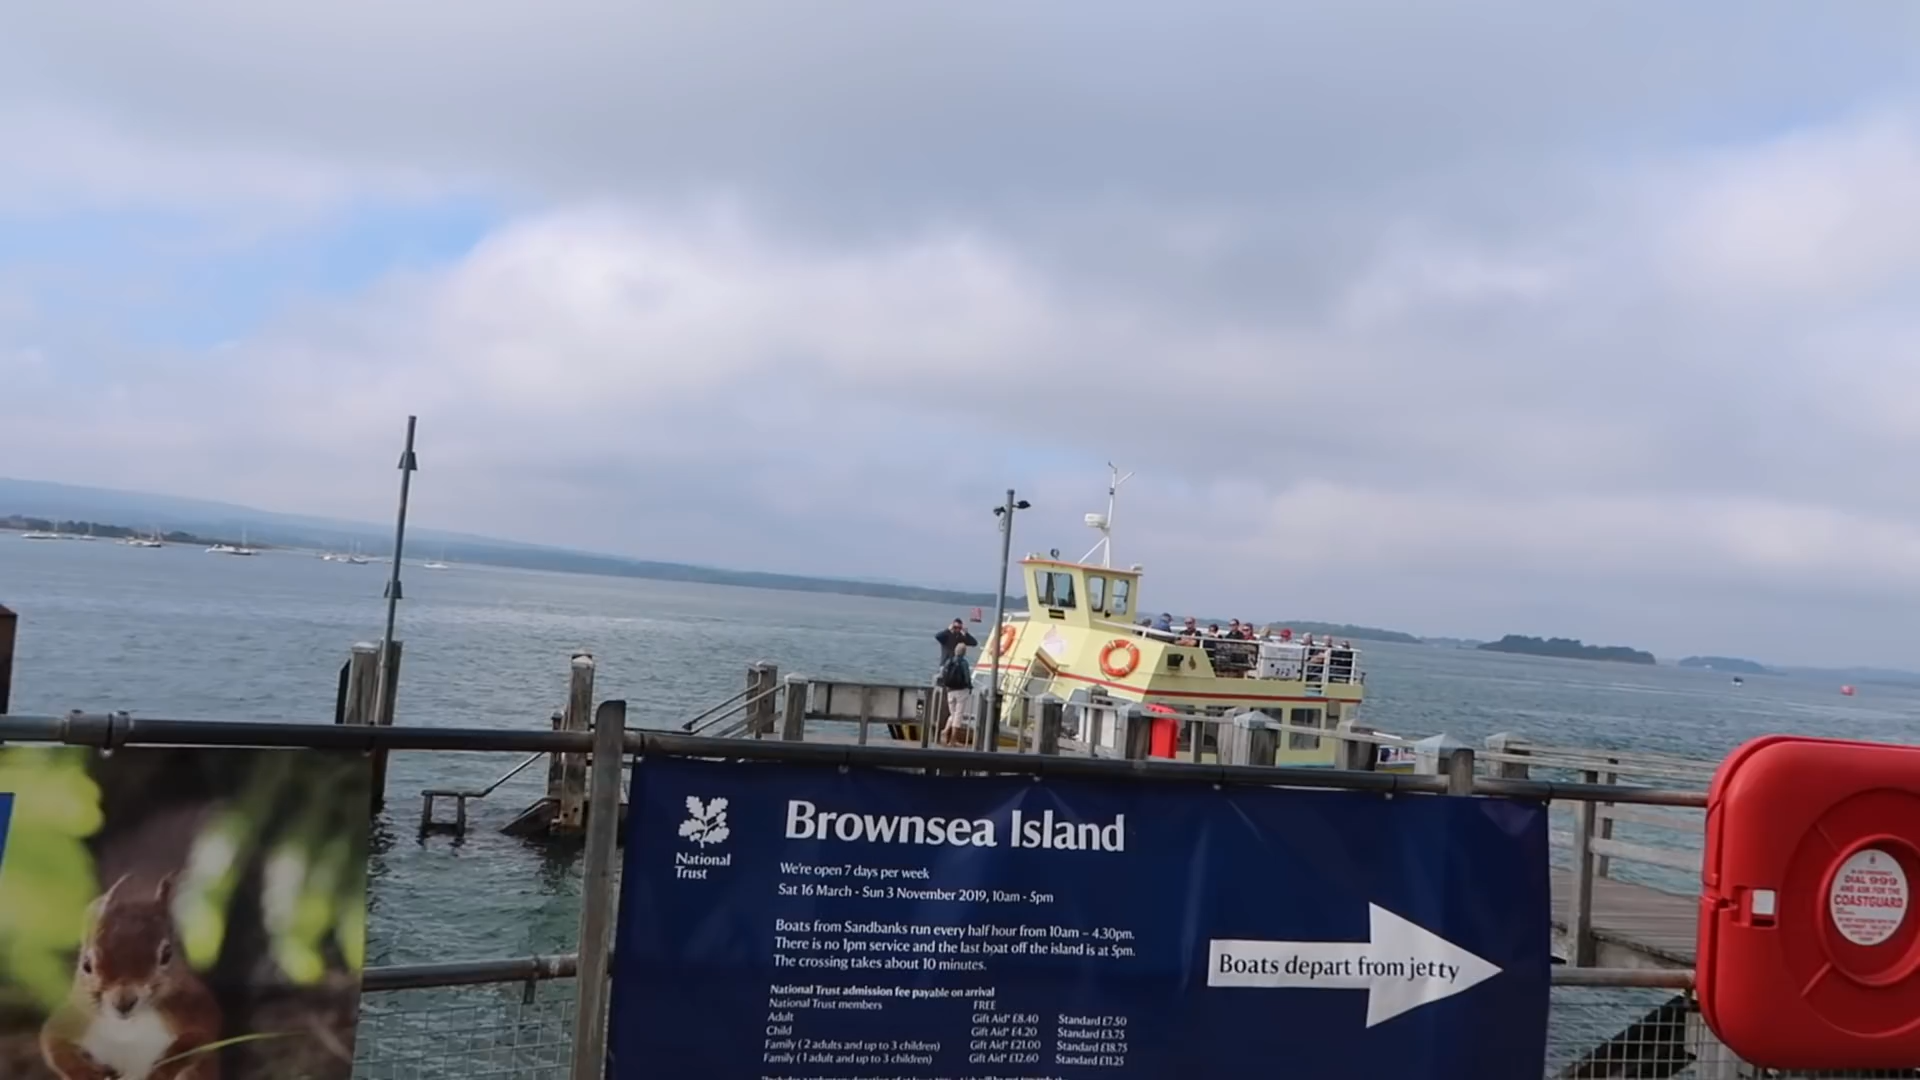 National
Trust
Brownsea Island
We're open 7 days per week
Sat 16 March - Sun 3 November 2019, 10am - 5pm
Boats from Sandbanks run every half hour from 10am – 4.30pm.
There is no 1pm service and the last boat off the island is at 5pm.
The crossing takes about 10 minutes.
National Trust admission fee payable on arrival
National Trust members FREE
Adult Gift Aid* £8.40 Standard £7.50
Child Gift Aid* £4.20 Standard £3.75
Family ( 2 adults and up to 3 children) Gift Aid* £21.00 Standard £18.75
Family ( 1 adult and up to 3 children) Gift Aid* £12.60 Standard £11.25
Boats depart from jetty
DIAL 999
AND ASK FOR THE
COASTGUARD